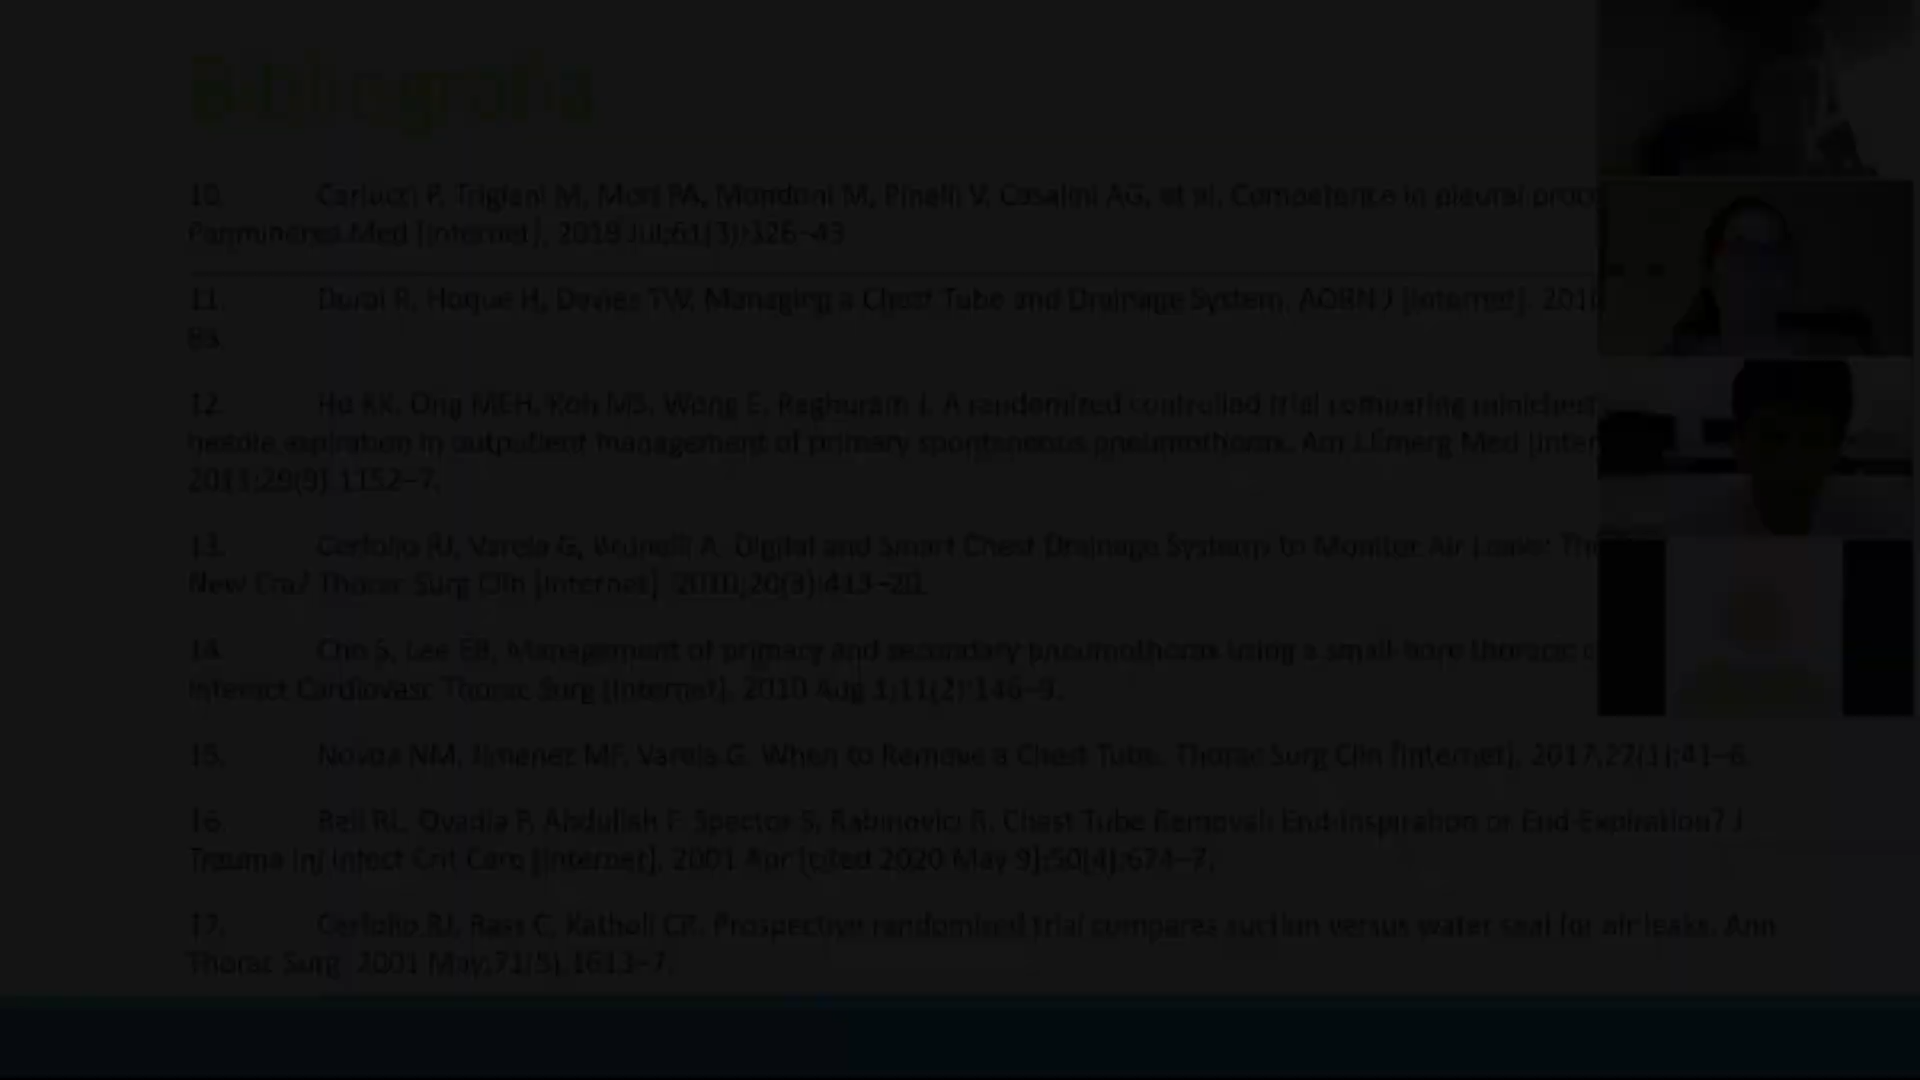 Bibliografía
10. Carlucci P, Trigiani M, Mori PA, Mondoni M, Pinelli V, Casalini AG, et al. Competence in pleural proc
Panminerva Med [Internet]. 2019 Jul;61(3):326–43
11. Durai R, Hoque H, Davies TW. Managing a Chest Tube and Drainage System. AORN J [Internet]. 2010
83.
12. Ho KK, Ong MEH, Koh MS, Wong E, Raghuram J. A randomized controlled trial comparing minichest
needle aspiration in outpatient management of primary spontaneous pneumothorax. Am J Emerg Med [Inter
2011;29(9):1152–7.
13. Cerfolio RJ, Varela G, Brunelli A. Digital and Smart Chest Drainage Systems to Monitor Air Leaks: The
New Era? Thorac Surg Clin [Internet]. 2010;20(3):413–20.
14. Cho S, Lee EB. Management of primary and secondary pneumothorax using a small-bore thoracic c
Interact Cardiovasc Thorac Surg [Internet]. 2010 Aug 1;11(2):146–9.
15. Novoa NM, Jimenez MF, Varela G. When to Remove a Chest Tube. Thorac Surg Clin [Internet]. 2017;27(1):41–6.
16. Bell RL, Ovadia P, Abdullah F, Spector S, Rabinovici R. Chest Tube Removal: End-Inspiration or End-Expiration? J
Trauma Inj Infect Crit Care [Internet]. 2001 Apr [cited 2020 May 9];50(4):674–7.
17. Cerfolio RJ, Bass C, Katholi CR. Prospective randomized trial compares suction versus water seal for air leaks. Ann
Thorac Surg. 2001 May;71(5):1613–7.